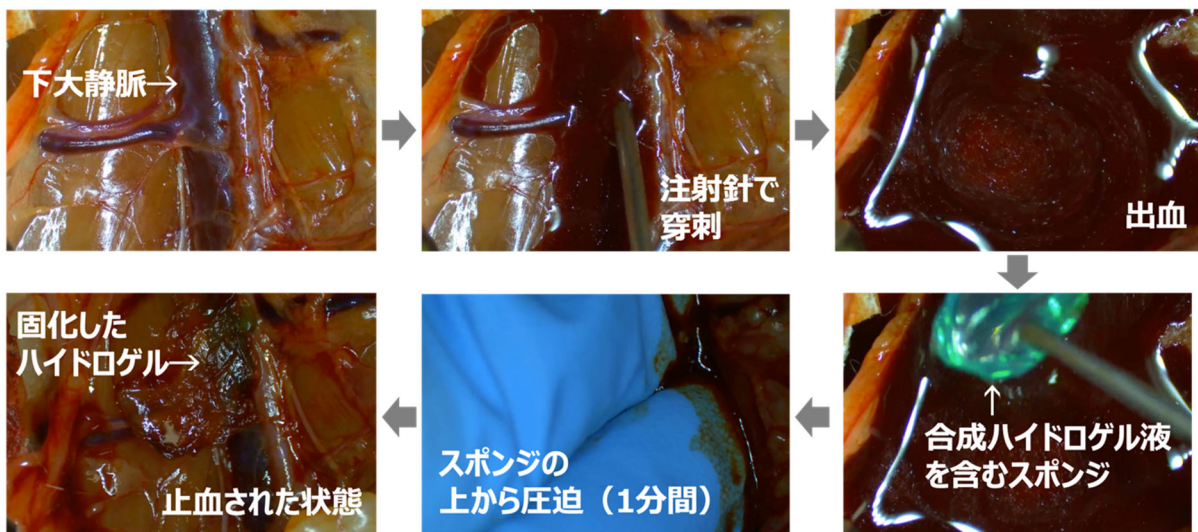 下大静脈→
注射針で
穿刺
出血
↑
合成ハイドロゲル液
を含むスポンジ
スポンジの
上から圧迫（1分間）
固化した
ハイドロゲル→
止血された状態